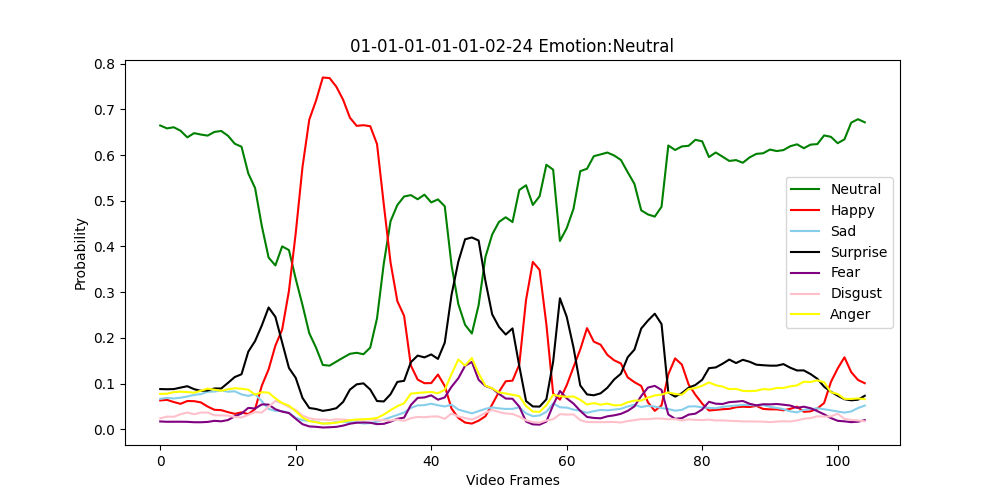 01-01-01-01-01-02-24 Emotion:Neutral
0.8
0.7
0.6
0.5
0.4
0.3
0.2
0.1
0.0
Probability
Neutral
Happy
Sad
Surprise
Fear
Disgust
Anger
0 20 40 60 80 100
Video Frames